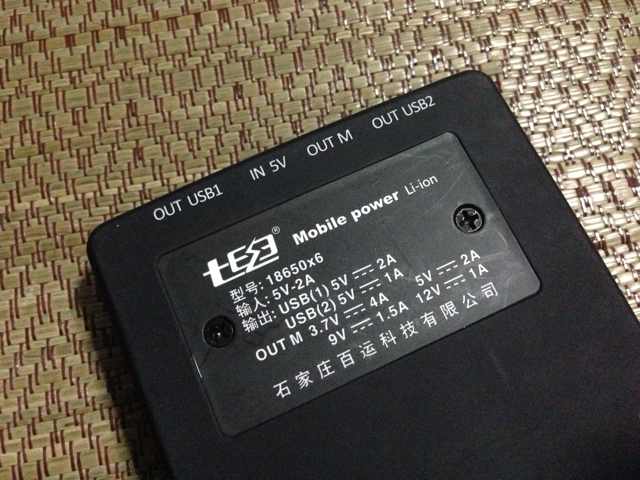 OUT USB1 IN 5V OUT M OUT USB2
® Mobile power Li-ion
型号: 18650x6
输入: 5V-2A
输出: USB(1) 5V ⎓ 2A
USB(2) 5V ⎓ 1A
OUT M 3.7V ⎓ 4A 5V ⎓ 2A
9V ⎓ 1.5A 12V ⎓ 1A
石家庄百运科技有限公司